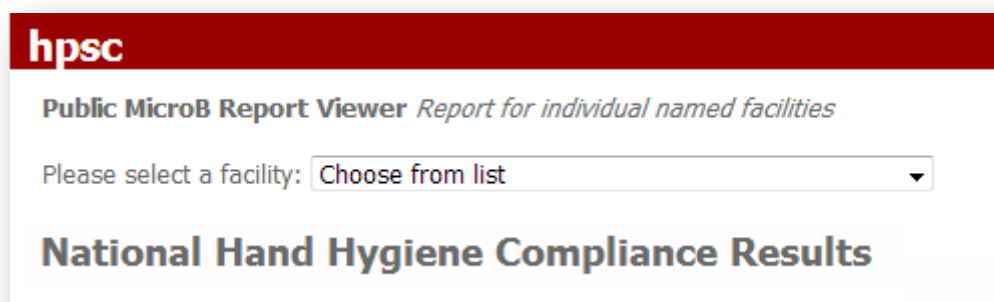 hpsc
Public MicroB Report Viewer Report for individual named facilities
Please select a facility: Choose from list
National Hand Hygiene Compliance Results